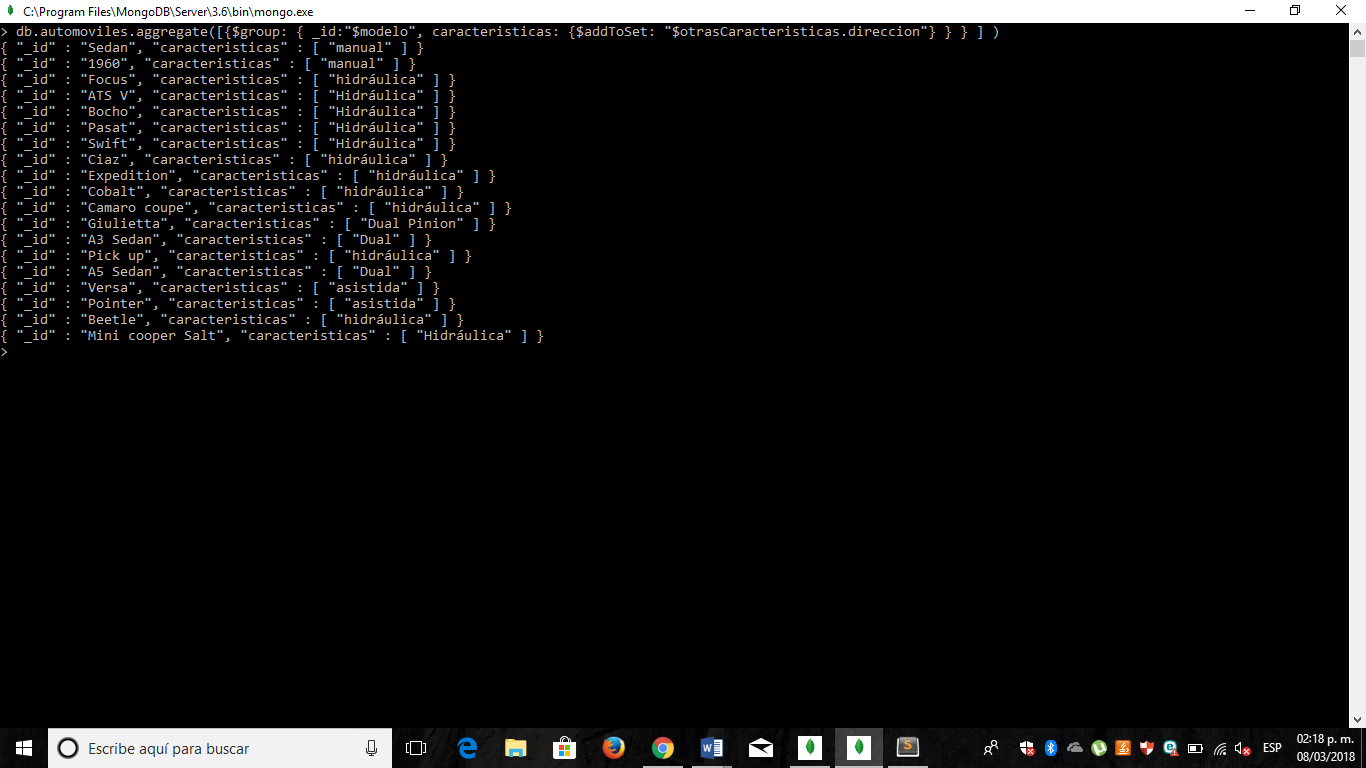 C:\Program Files\MongoDB\Server\3.6\bin\mongo.exe
> db.automoviles.aggregate([{$group: { _id:"$modelo", caracteristicas: {$addToSet: "$otrasCaracteristicas.direccion"} } } ] )
{ "_id" : "Sedan", "caracteristicas" : [ "manual" ] }
{ "_id" : "1960", "caracteristicas" : [ "manual" ] }
{ "_id" : "Focus", "caracteristicas" : [ "hidráulica" ] }
{ "_id" : "ATS V", "caracteristicas" : [ "Hidráulica" ] }
{ "_id" : "Bocho", "caracteristicas" : [ "Hidráulica" ] }
{ "_id" : "Pasat", "caracteristicas" : [ "Hidráulica" ] }
{ "_id" : "Swift", "caracteristicas" : [ "Hidráulica" ] }
{ "_id" : "Ciaz", "caracteristicas" : [ "hidráulica" ] }
{ "_id" : "Expedition", "caracteristicas" : [ "hidráulica" ] }
{ "_id" : "Cobalt", "caracteristicas" : [ "hidráulica" ] }
{ "_id" : "Camaro coupe", "caracteristicas" : [ "hidráulica" ] }
{ "_id" : "Giulietta", "caracteristicas" : [ "Dual Pinion" ] }
{ "_id" : "A3 Sedan", "caracteristicas" : [ "Dual" ] }
{ "_id" : "Pick up", "caracteristicas" : [ "hidráulica" ] }
{ "_id" : "A5 Sedan", "caracteristicas" : [ "Dual" ] }
{ "_id" : "Versa", "caracteristicas" : [ "asistida" ] }
{ "_id" : "Pointer", "caracteristicas" : [ "asistida" ] }
{ "_id" : "Beetle", "caracteristicas" : [ "hidráulica" ] }
{ "_id" : "Mini cooper Salt", "caracteristicas" : [ "Hidráulica" ] }
>
Escribe aquí para buscar
ESP
02:18 p. m.
08/03/2018